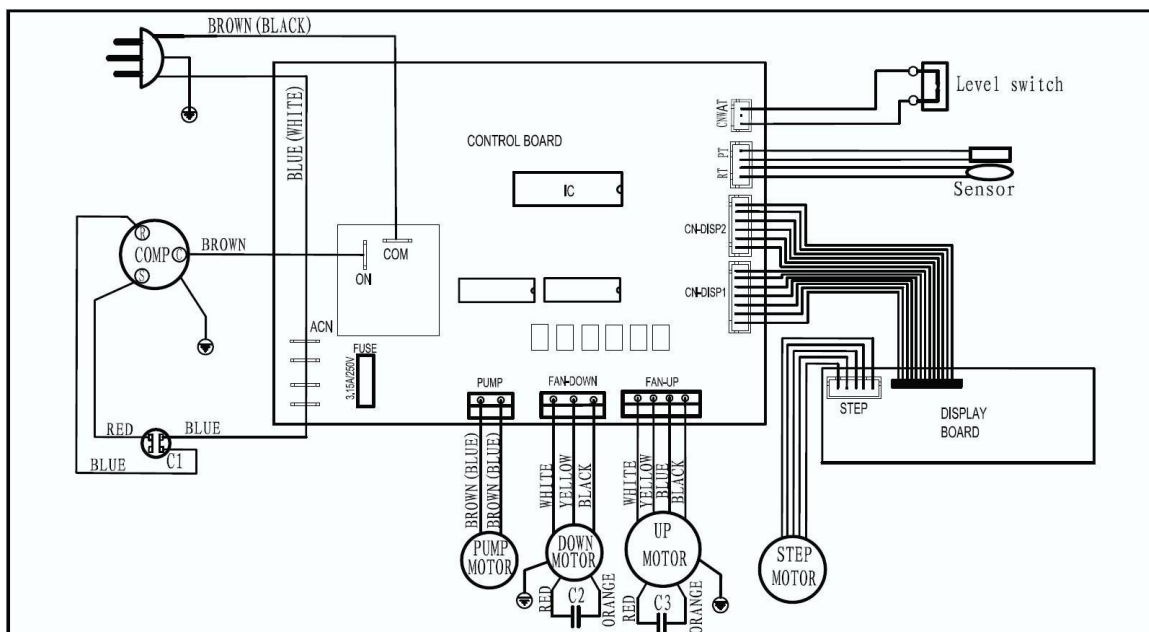 BROWN(BLACK)
BLUE(WHITE)
CONTROL BOARD
IC
CNWAT
Level switch
RT PT
Sensor
CN-DISP2
CN-DISP1
R
COMP C
S
BROWN
ON
COM
ACN
FUSE
3.15A/250V
PUMP
FAN-DOWN
FAN-UP
STEP
DISPLAY
BOARD
RED
BLUE
C1
BLUE
BROWN(BLUE)
BROWN(BLUE)
WHITE
YELLOW
BLACK
WHITE
YELLOW
BLUE
BLACK
PUMP
MOTOR
DOWN
MOTOR
UP
MOTOR
STEP
MOTOR
RED
C2
ORANGE
RED
C3
ORANGE